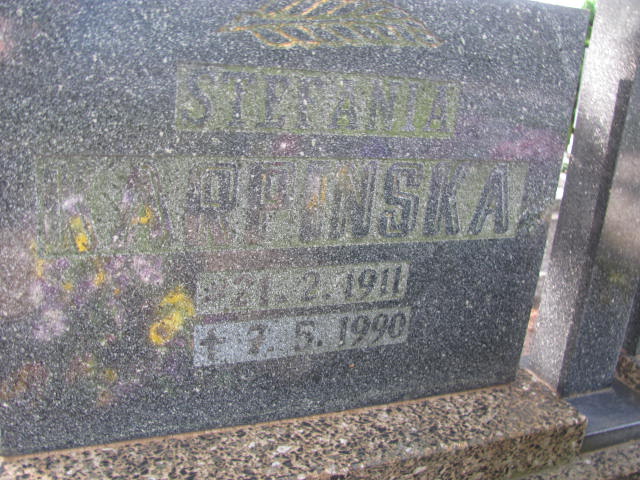 STEFANIA
KARPINSKA
* 21. 2. 1911
✝ 7. 5. 1990